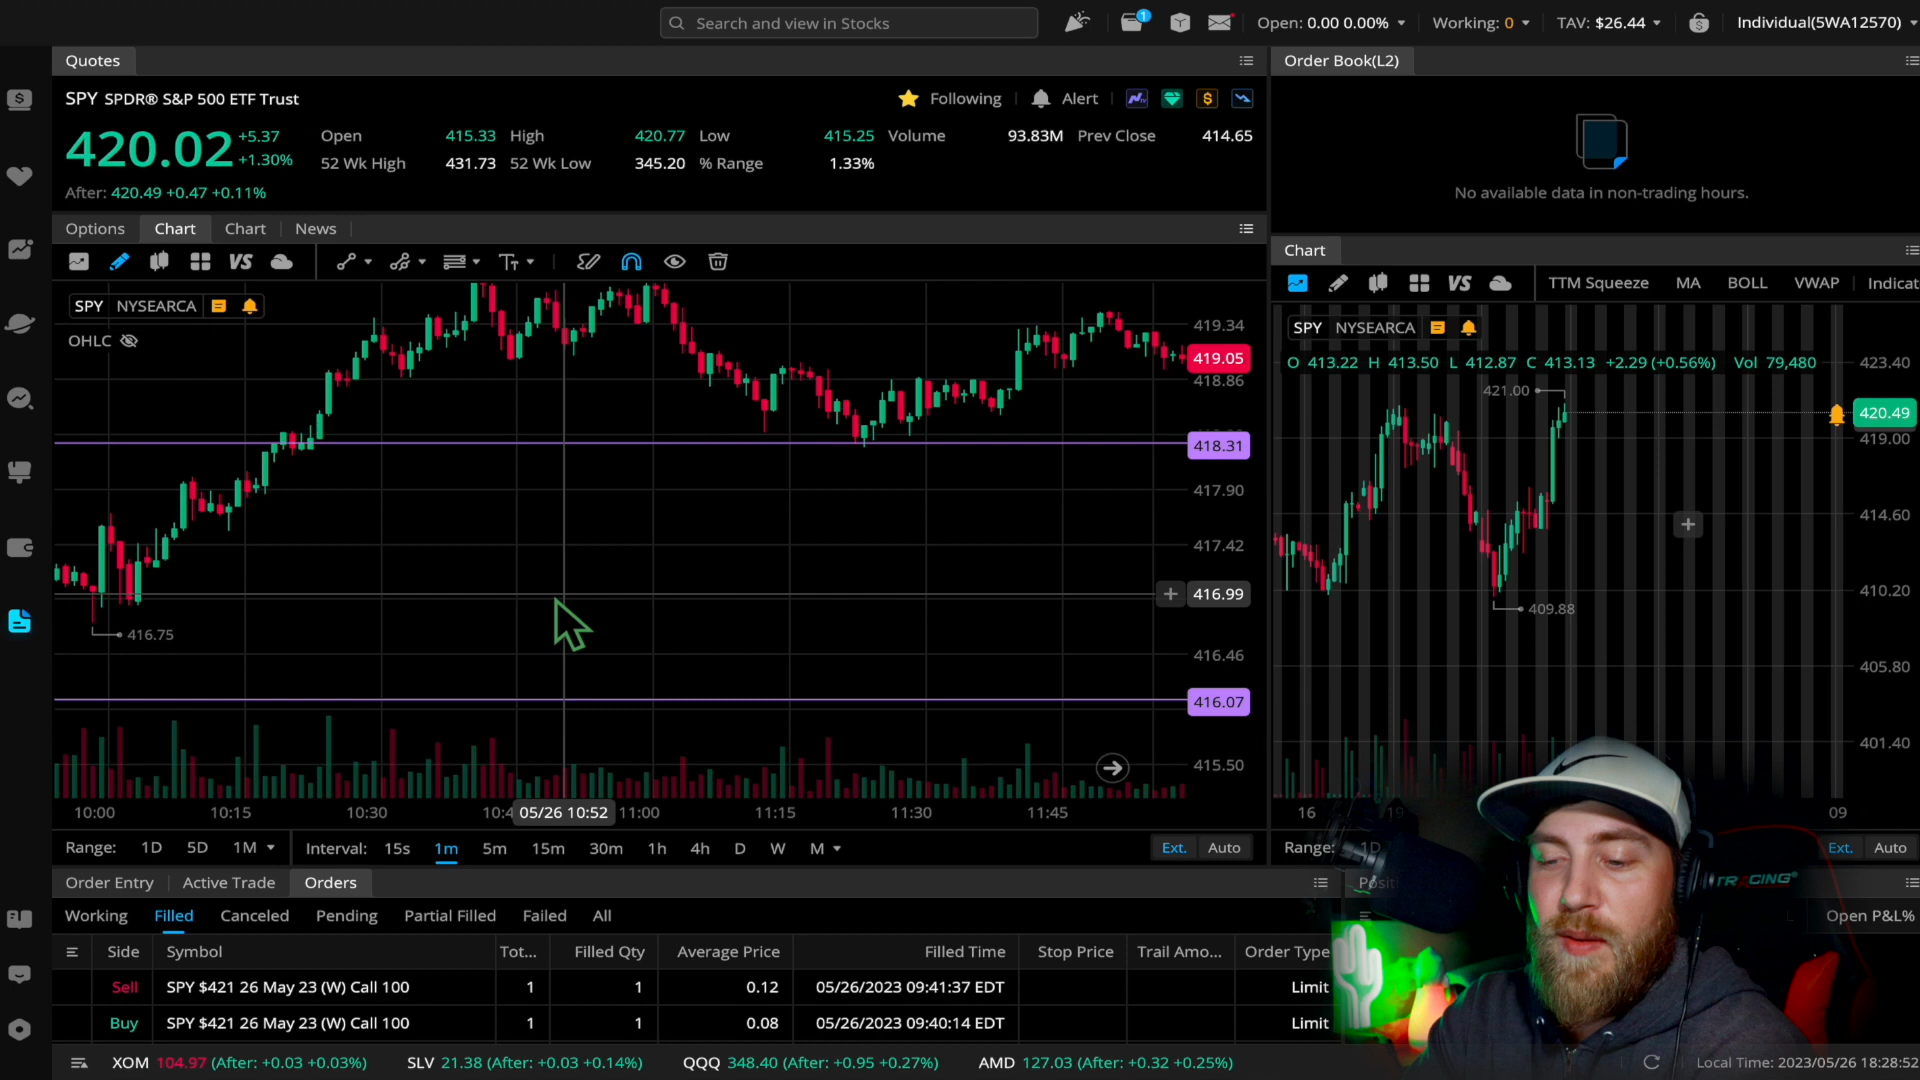 Search and view in Stocks
1
Open: 0.00 0.00%
Working: 0
TAV: $26.44
Individual(5WA12570)
Quotes
Order Book(L2)
SPY SPDR® S&P 500 ETF Trust
Following
Alert
420.02
+5.37
+1.30%
Open 415.33 High 420.77 Low 415.25 Volume 93.83M Prev Close 414.65
52 Wk High 431.73 52 Wk Low 345.20 % Range 1.33%
After: 420.49 +0.47 +0.11%
No available data in non-trading hours.
Options Chart Chart News
Chart
VS
VS TTM Squeeze MA BOLL VWAP Indicat
SPY NYSEARCA
OHLC
SPY NYSEARCA
O 413.22 H 413.50 L 412.87 C 413.13 +2.29 (+0.56%) Vol 79,480
419.34
419.05
418.86
418.31
417.90
417.42
416.99
416.75
416.46
416.07
415.50
423.40
421.00
420.49
419.00
414.60
410.20
409.88
405.80
401.40
10:00 10:15 10:30 10:4 05/26 10:52 11:00 11:15 11:30 11:45
16 19 09
Range: 1D 5D 1M Interval: 15s 1m 5m 15m 30m 1h 4h D W M Ext. Auto
Range: 1D Ext. Auto
Order Entry Active Trade Orders
Posit
TRACING
Working Filled Canceled Pending Partial Filled Failed All
Open P&L%
Side Symbol Tot... Filled Qty Average Price Filled Time Stop Price Trail Amo... Order Type
Sell SPY $421 26 May 23 (W) Call 100 1 1 0.12 05/26/2023 09:41:37 EDT Limit
Buy SPY $421 26 May 23 (W) Call 100 1 1 0.08 05/26/2023 09:40:14 EDT Limit
XOM 104.97 (After: +0.03 +0.03%) SLV 21.38 (After: +0.03 +0.14%) QQQ 348.40 (After: +0.95 +0.27%) AMD 127.03 (After: +0.32 +0.25%)
Local Time: 2023/05/26 18:28:52